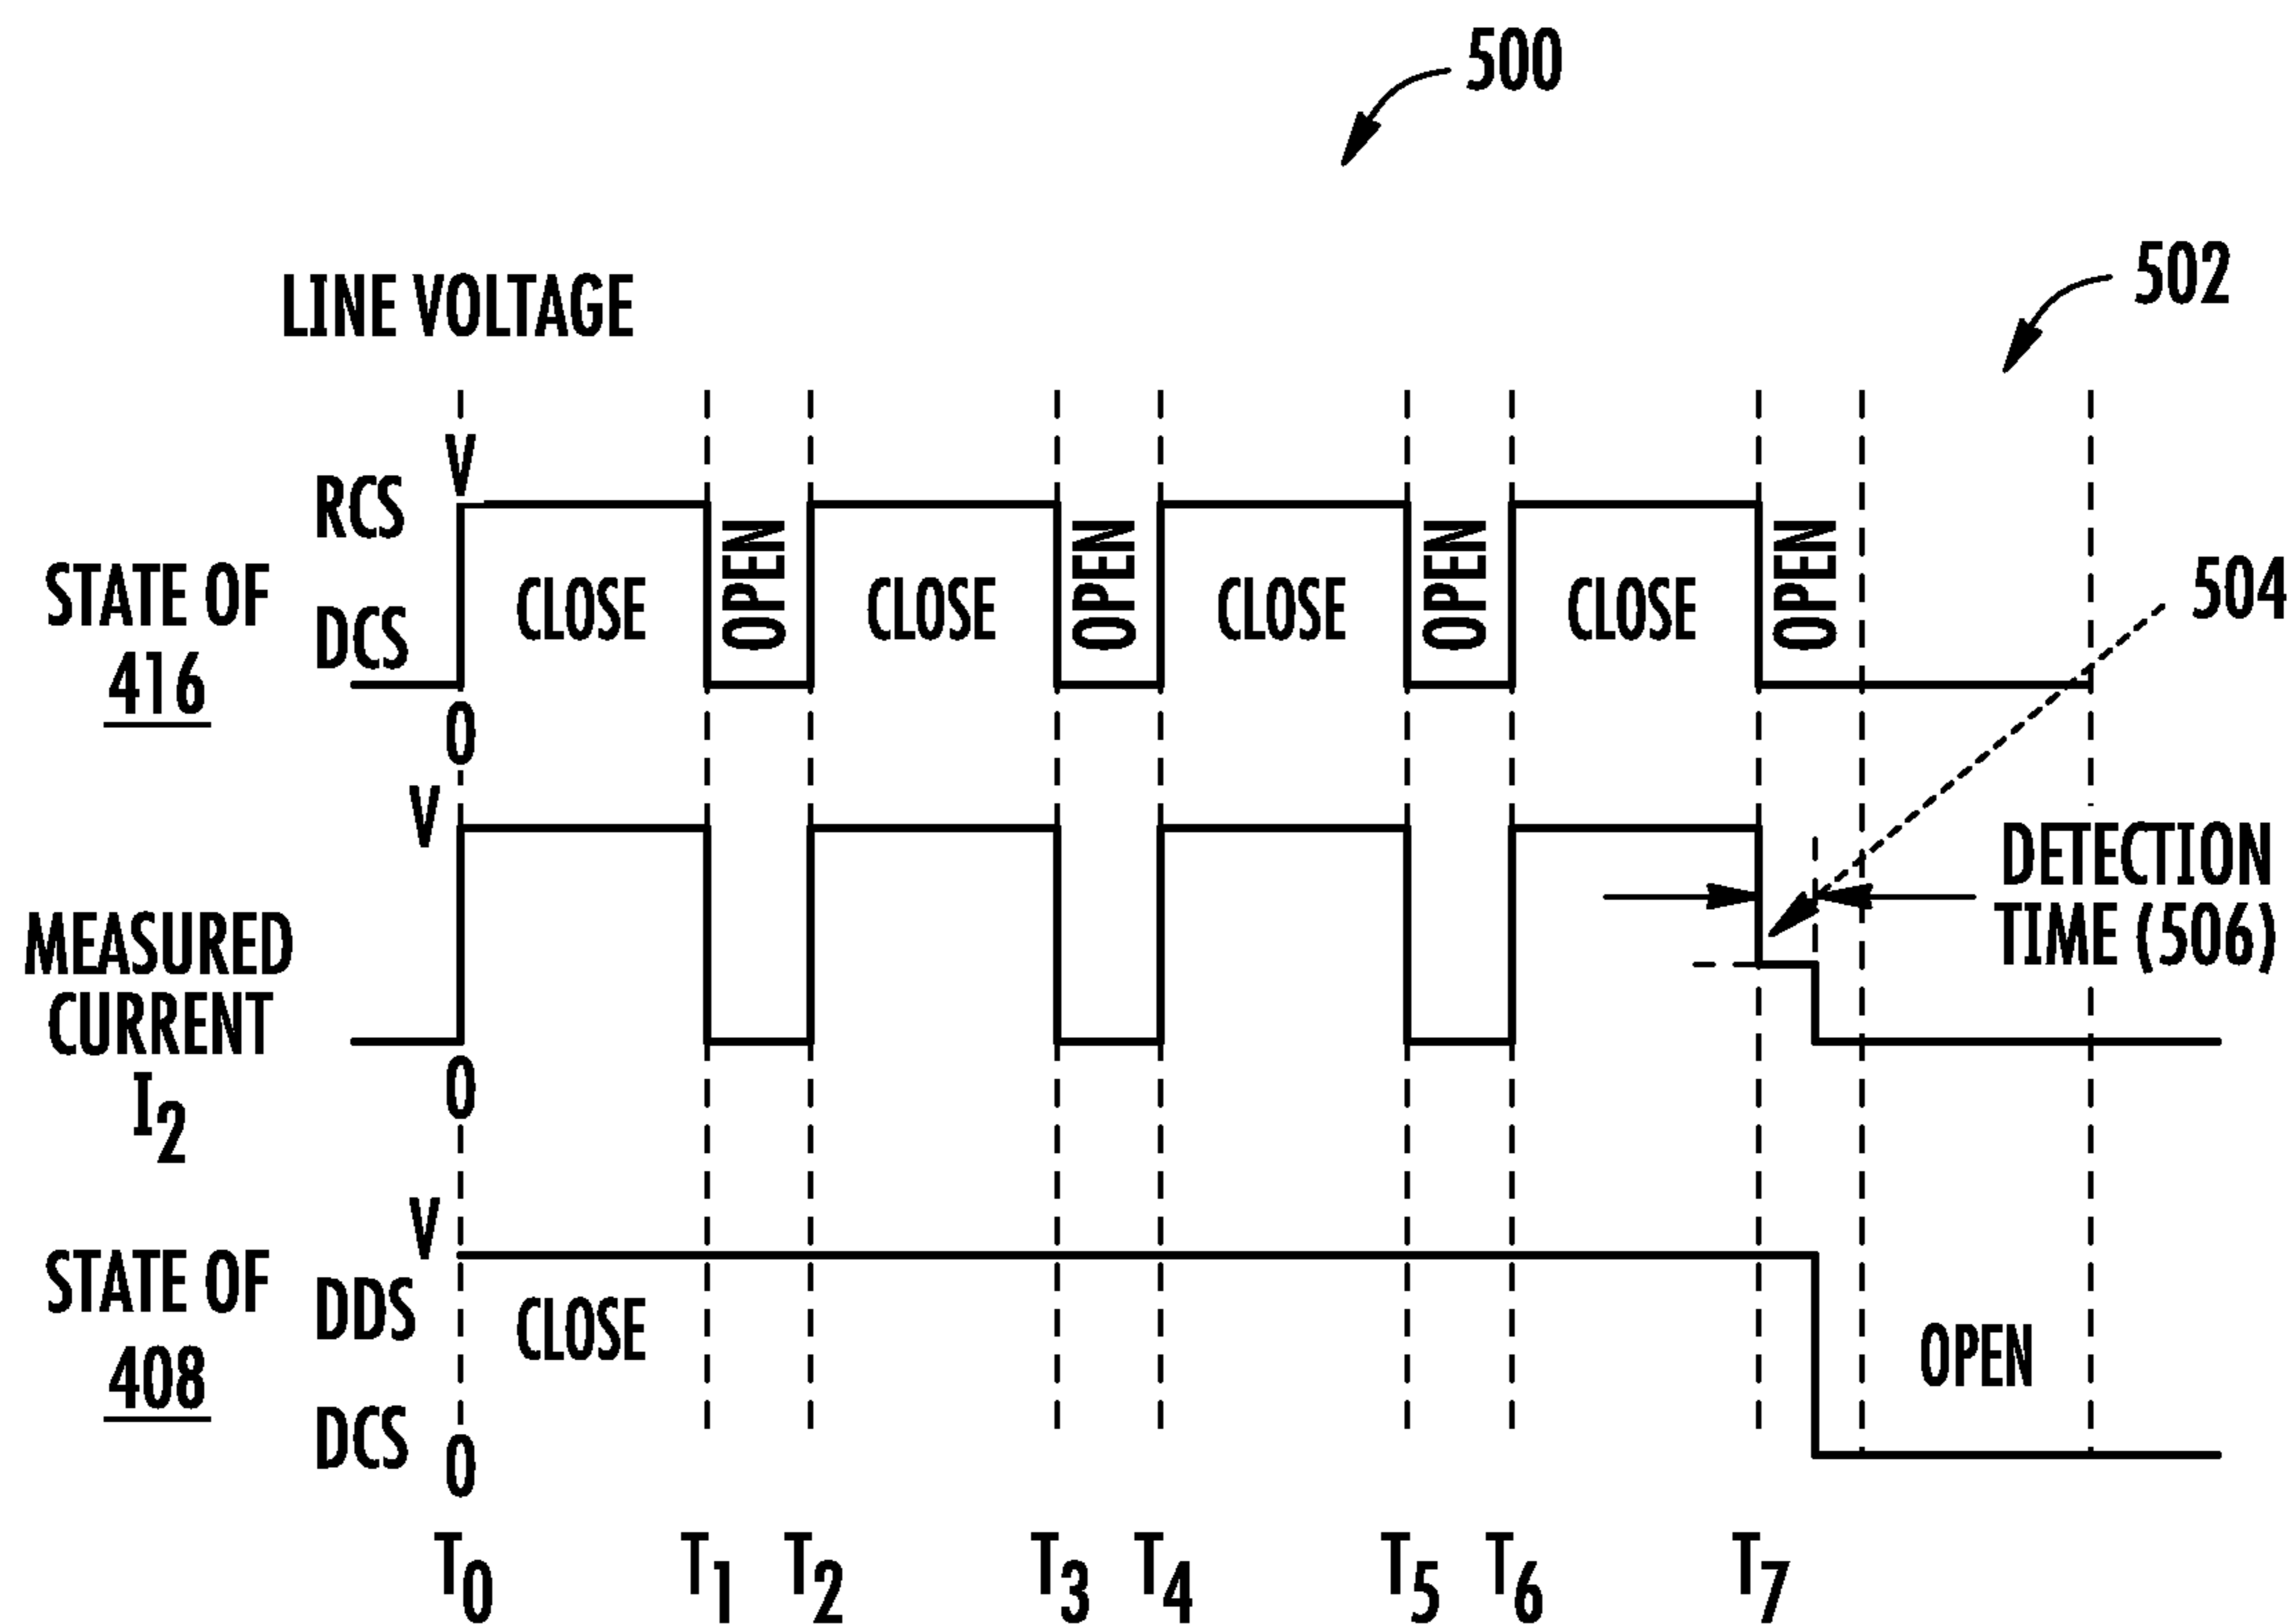 500
502
LINE VOLTAGE
V
RCS
STATE OF
416
DCS
CLOSE
OPEN
CLOSE
OPEN
CLOSE
OPEN
CLOSE
OPEN
504
0
V
MEASURED
CURRENT
I2
DETECTION
TIME (506)
0
V
STATE OF
408
DDS
CLOSE
OPEN
DCS
0
T0
T1
T2
T3
T4
T5
T6
T7